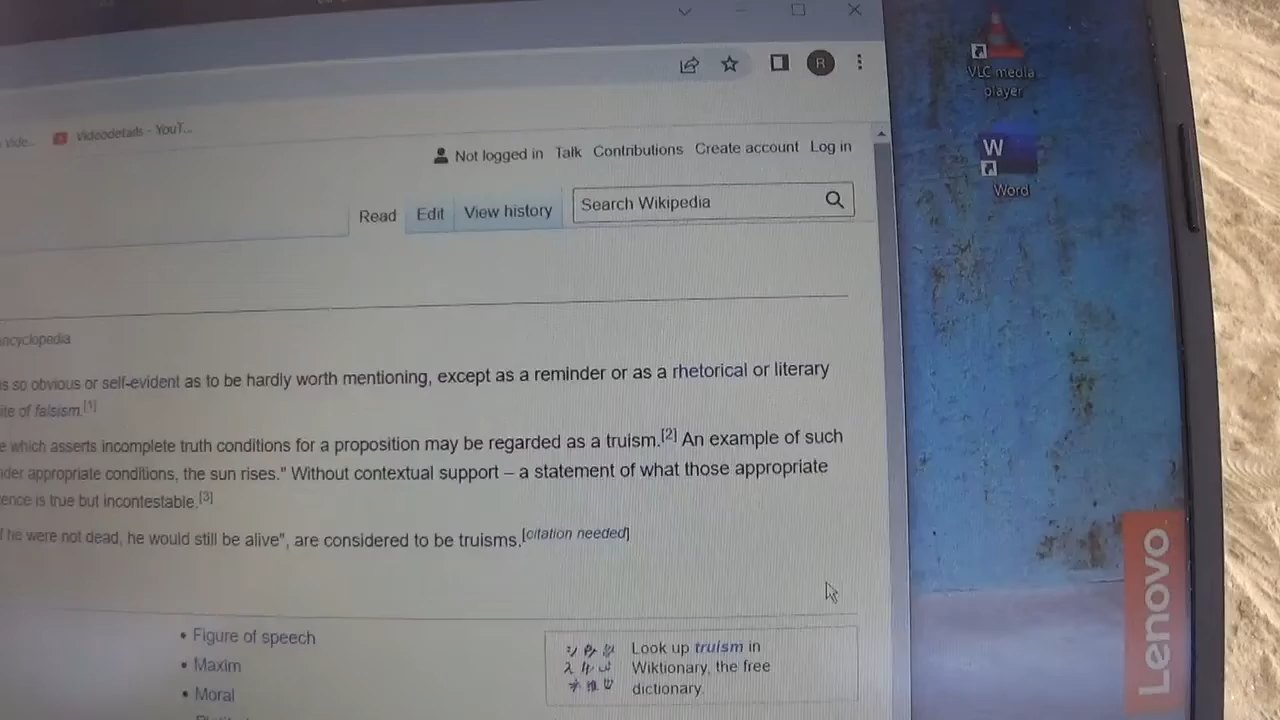 Videodetails - YouT...
R
Not logged in Talk Contributions Create account Log in
Read Edit View history Search Wikipedia
ncyclopedia
is so obvious or self-evident as to be hardly worth mentioning, except as a reminder or as a rhetorical or literary
ite of falsism.[1]
e which asserts incomplete truth conditions for a proposition may be regarded as a truism.[2] An example of such
der appropriate conditions, the sun rises." Without contextual support – a statement of what those appropriate
ence is true but incontestable.[3]
f he were not dead, he would still be alive", are considered to be truisms.[citation needed]
• Figure of speech
• Maxim
• Moral
Look up truism in
Wiktionary, the free
dictionary.
VLC media
player
W
Word
Lenovo